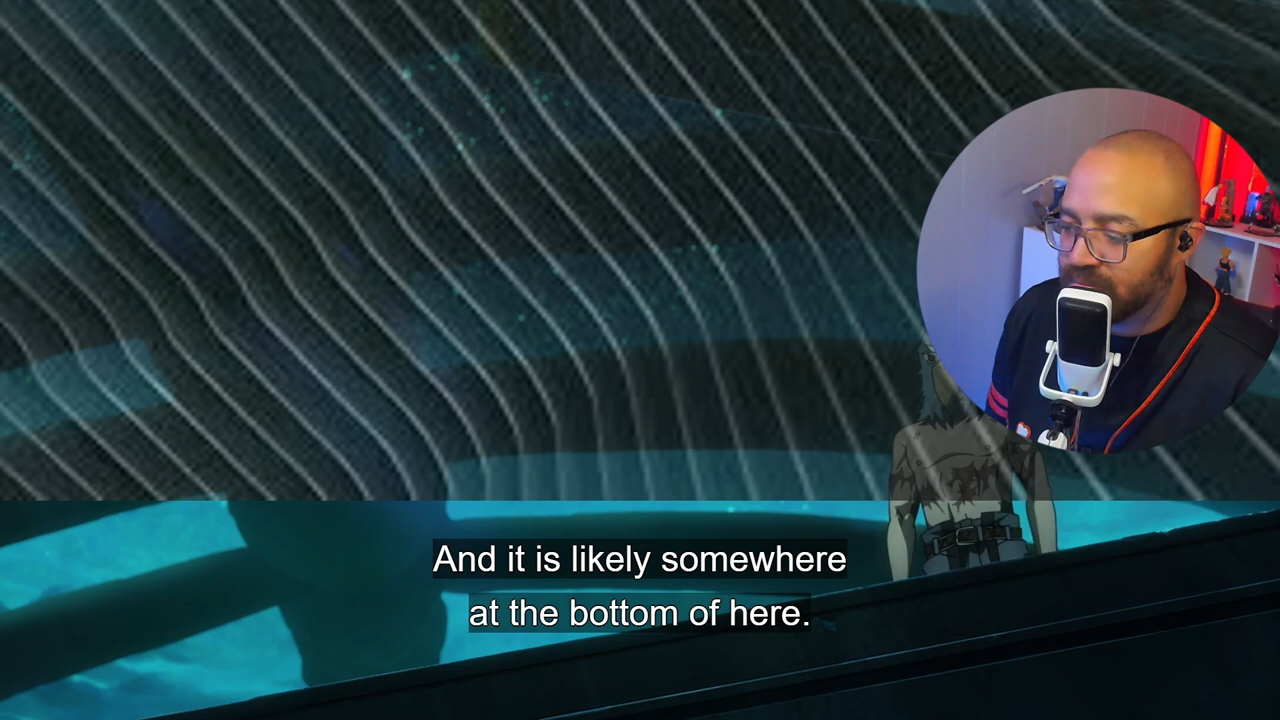 And it is likely somewhere
at the bottom of here.